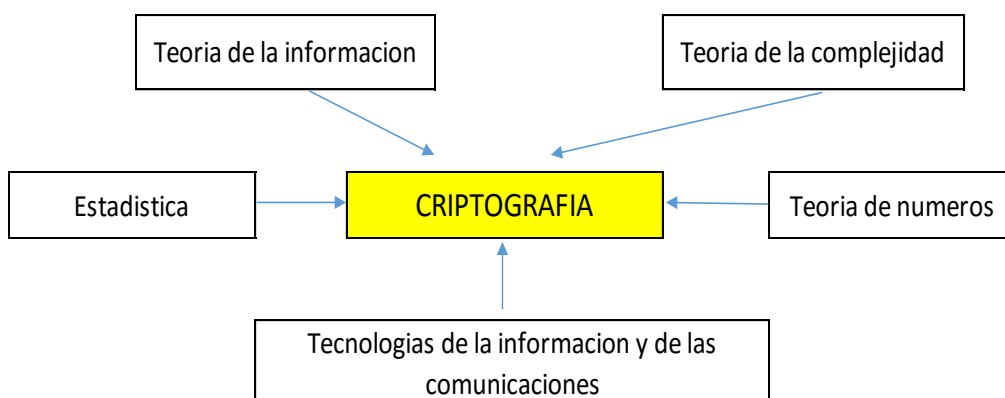 Teoria de la informacion
Teoria de la complejidad
Estadistica
CRIPTOGRAFIA
Teoria de numeros
Tecnologias de la informacion y de las
comunicaciones